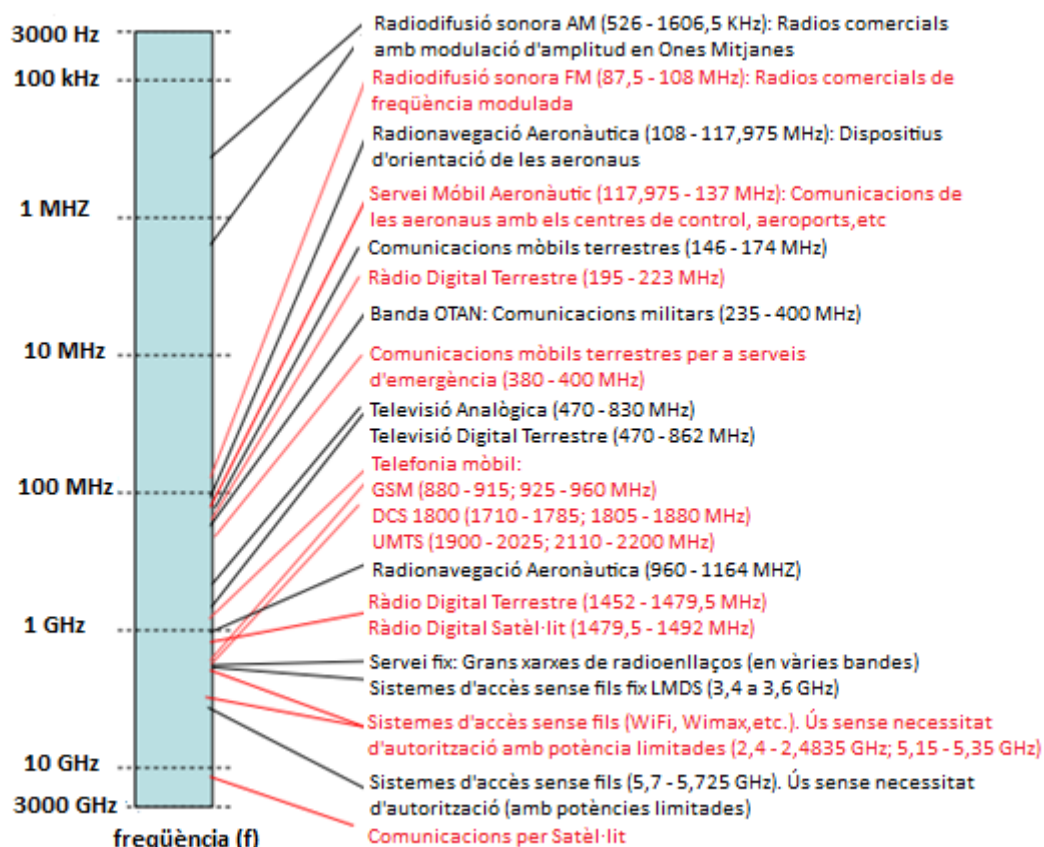 3000 Hz
100 kHz
1 MHZ
10 MHz
100 MHz
1 GHz
10 GHz
3000 GHz
freqüència (f)
Radiodifusió sonora AM (526 - 1606,5 KHz): Radios comercials
amb modulació d'amplitud en Ones Mitjanes
Radiodifusió sonora FM (87,5 - 108 MHz): Radios comercials de
freqüència modulada
Radionavegació Aeronàutica (108 - 117,975 MHz): Dispositius
d'orientació de les aeronaus
Servei Móbil Aeronàutic (117,975 - 137 MHz): Comunicacions de
les aeronaus amb els centres de control, aeroports,etc
Comunicacions mòbils terrestres (146 - 174 MHz)
Ràdio Digital Terrestre (195 - 223 MHz)
Banda OTAN: Comunicacions militars (235 - 400 MHz)
Comunicacions mòbils terrestres per a serveis
d'emergència (380 - 400 MHz)
Televisió Analògica (470 - 830 MHz)
Televisió Digital Terrestre (470 - 862 MHz)
Telefonia mòbil:
GSM (880 - 915; 925 - 960 MHz)
DCS 1800 (1710 - 1785; 1805 - 1880 MHz)
UMTS (1900 - 2025; 2110 - 2200 MHz)
Radionavegació Aeronàutica (960 - 1164 MHZ)
Ràdio Digital Terrestre (1452 - 1479,5 MHz)
Ràdio Digital Satèl·lit (1479,5 - 1492 MHz)
Servei fix: Grans xarxes de radioenllaços (en vàries bandes)
Sistemes d'accès sense fils fix LMDS (3,4 a 3,6 GHz)
Sistemes d'accès sense fils (WiFi, Wimax,etc.). Ús sense necessitat
d'autorització amb potència limitades (2,4 - 2,4835 GHz; 5,15 - 5,35 GHz)
Sistemes d'accès sense fils (5,7 - 5,725 GHz). Ús sense necessitat
d'autorització (amb potències limitades)
Comunicacions per Satèl·lit